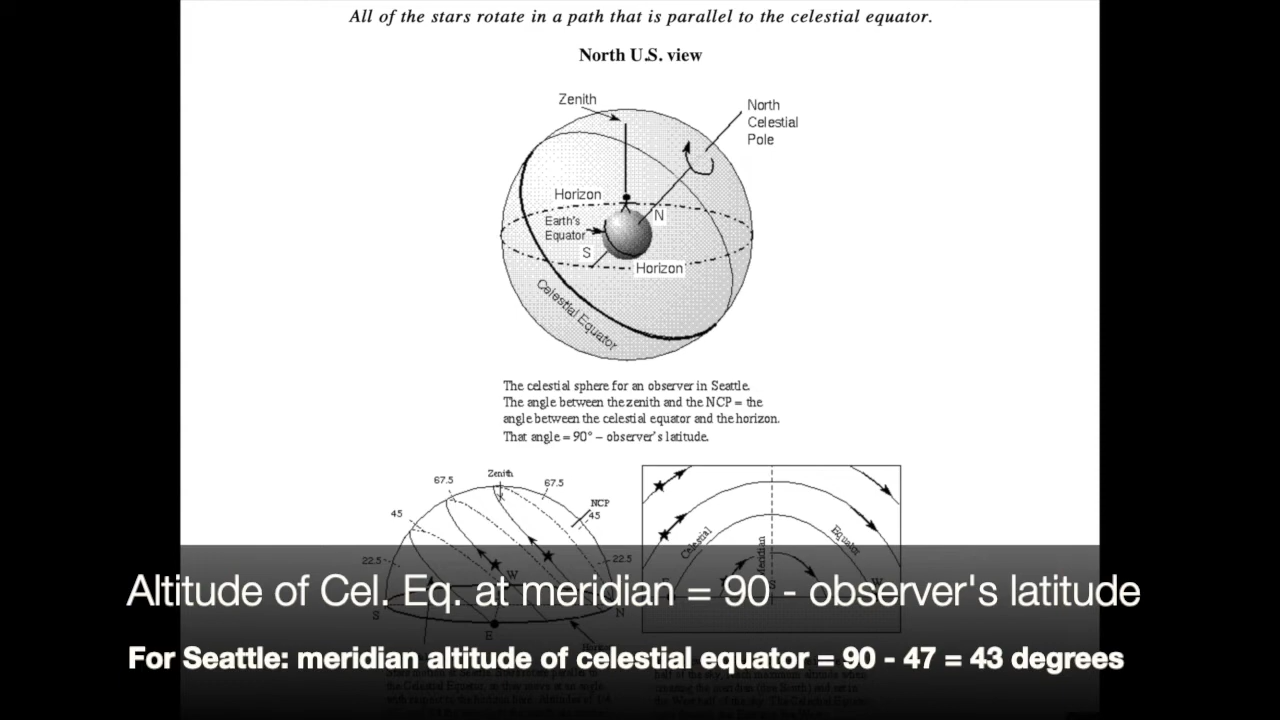 All of the stars rotate in a path that is parallel to the celestial equator.
North U.S. view
Zenith
North
Celestial
Pole
Horizon
N
Earth's
Equator
S
Horizon
Celestial Equator
The celestial sphere for an observer in Seattle.
The angle between the zenith and the NCP = the
angle between the celestial equator and the horizon.
That angle = 90° – observer's latitude.
Zenith
67.5
67.5
NCP
45
45
Celestial
Equator
Meridian
22.5
22.5
W
S
N
E
S
W
Altitude of Cel. Eq. at meridian = 90 - observer's latitude
For Seattle: meridian altitude of celestial equator = 90 - 47 = 43 degrees